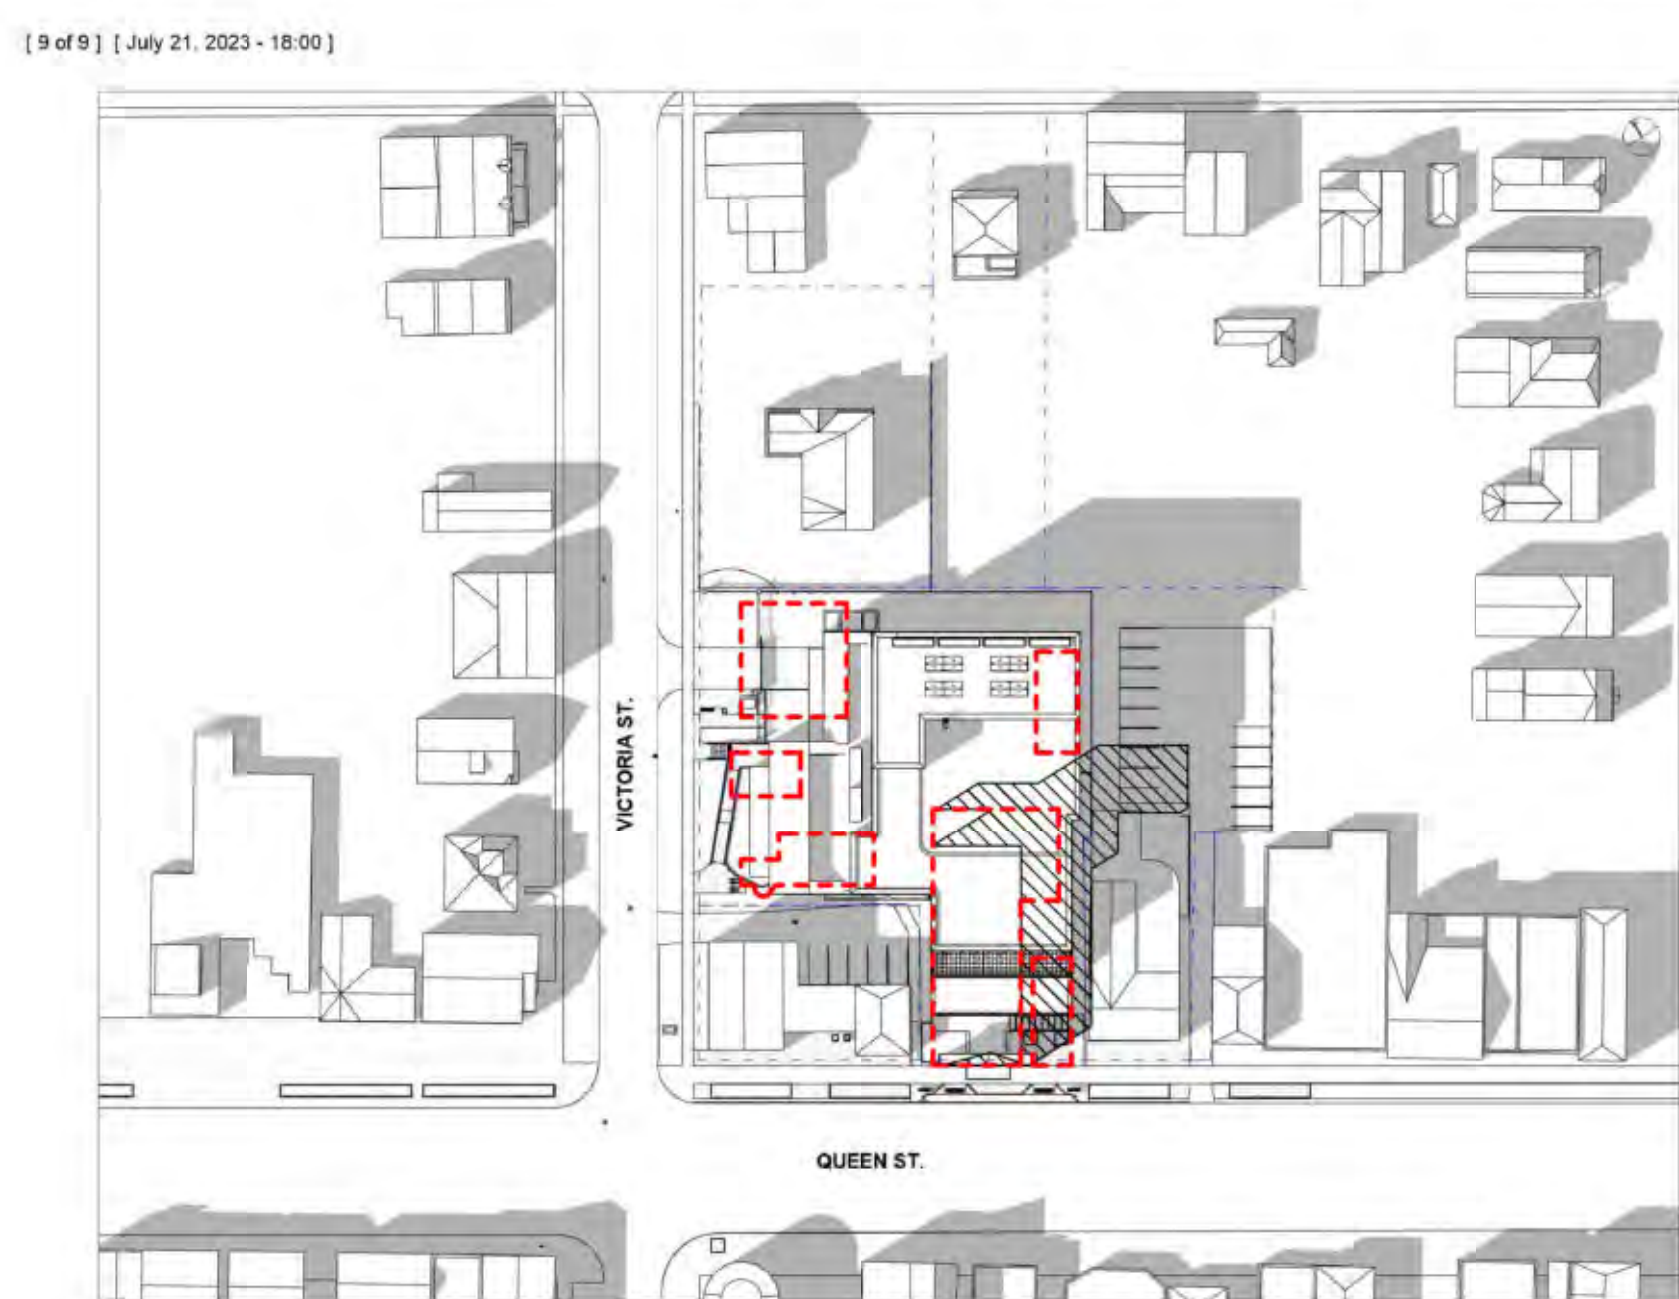 [ 9 of 9 ] [ July 21, 2023 - 18:00 ]
VICTORIA ST.
QUEEN ST.